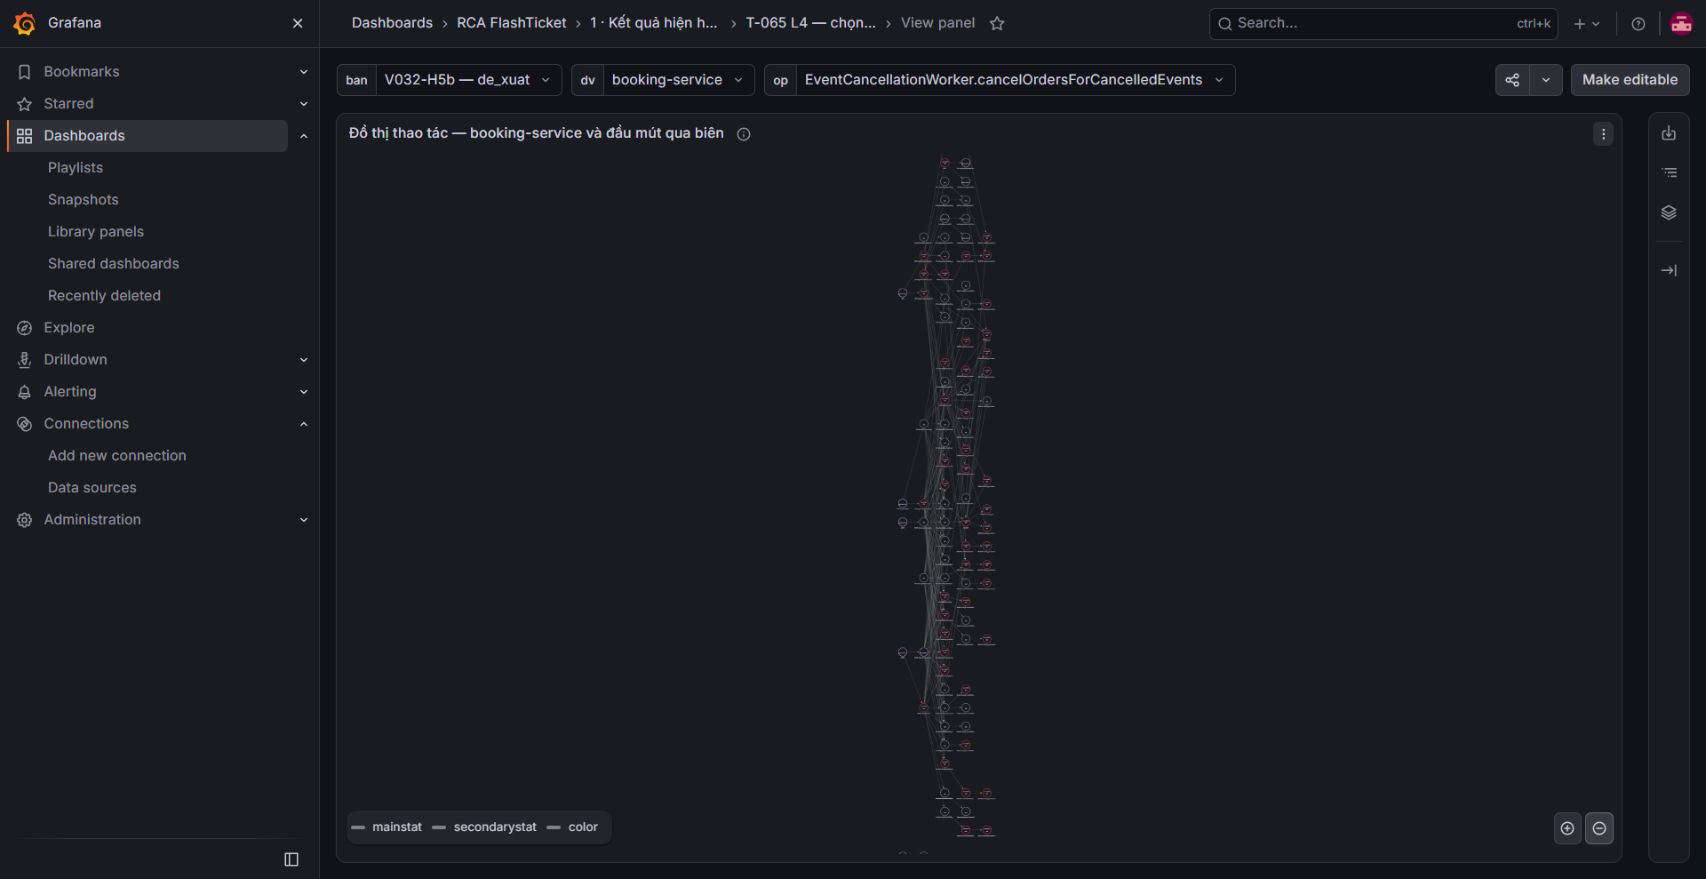 Grafana
Dashboards › RCA FlashTicket › 1 · Kết quả hiện h... › T-065 L4 — chọn... › View panel
Search... ctrl+k
Bookmarks
Starred
Dashboards
Playlists
Snapshots
Library panels
Shared dashboards
Recently deleted
Explore
Drilldown
Alerting
Connections
Add new connection
Data sources
Administration
ban V032-H5b — de_xuat dv booking-service op EventCancellationWorker.cancelOrdersForCancelledEvents
Make editable
Đồ thị thao tác — booking-service và đầu mút qua biên
mainstat secondarystat color